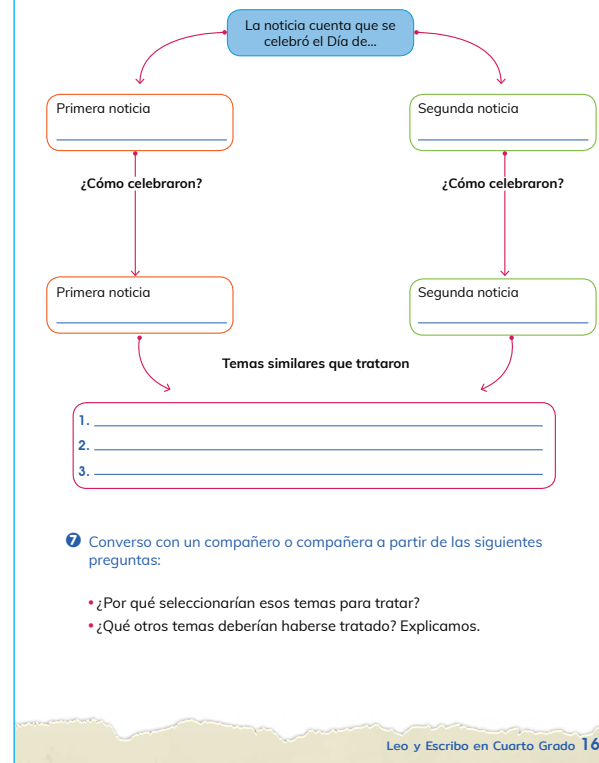 La noticia cuenta que se
celebró el Día de...
Primera noticia
Segunda noticia
¿Cómo celebraron?
¿Cómo celebraron?
Primera noticia
Segunda noticia
Temas similares que trataron
1.
2.
3.
7 Converso con un compañero o compañera a partir de las siguientes
preguntas:
• ¿Por qué seleccionarían esos temas para tratar?
• ¿Qué otros temas deberían haberse tratado? Explicamos.
Leo y Escribo en Cuarto Grado 16